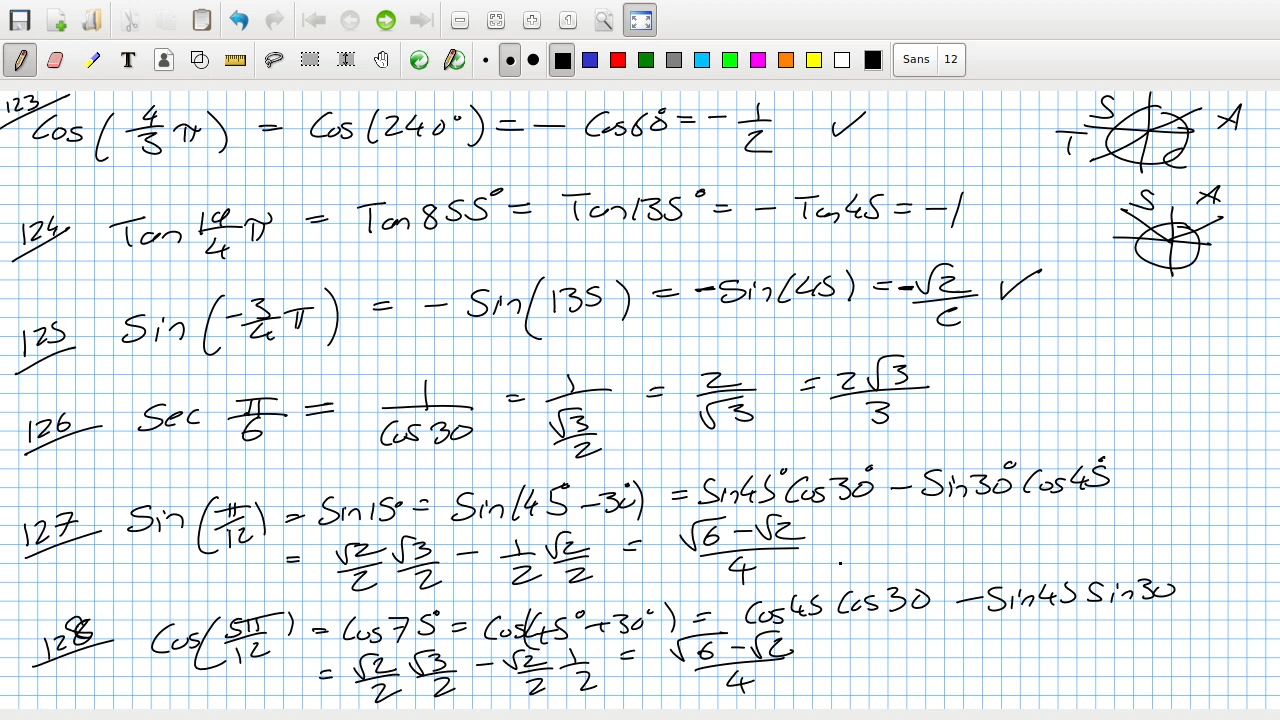 Sans 12
123 Cos(4/3 π) = Cos(240°) = - Cos60° = - 1/2 ✓
S A
T C
124 Tan 19/4 π = Tan 855° = Tan135° = - Tan45 = -1
S A
125 Sin(-3/4 π) = - Sin(135) = -Sin(45) = -√2/2 ✓
126 Sec π/6 = 1/Cos30 = 1/(√3/2) = 2/√3 = 2√3/3
127 Sin(π/12) = Sin15° = Sin(45° - 30°) = Sin45° Cos30° - Sin30° Cos45°
= √2/2 √3/2 - 1/2 √2/2 = (√6 - √2)/4
128 Cos(5π/12) = Cos75° = Cos(45° + 30°) = Cos45 Cos30 - Sin45 Sin30
= √2/2 √3/2 - √2/2 1/2 = (√6 - √2)/4